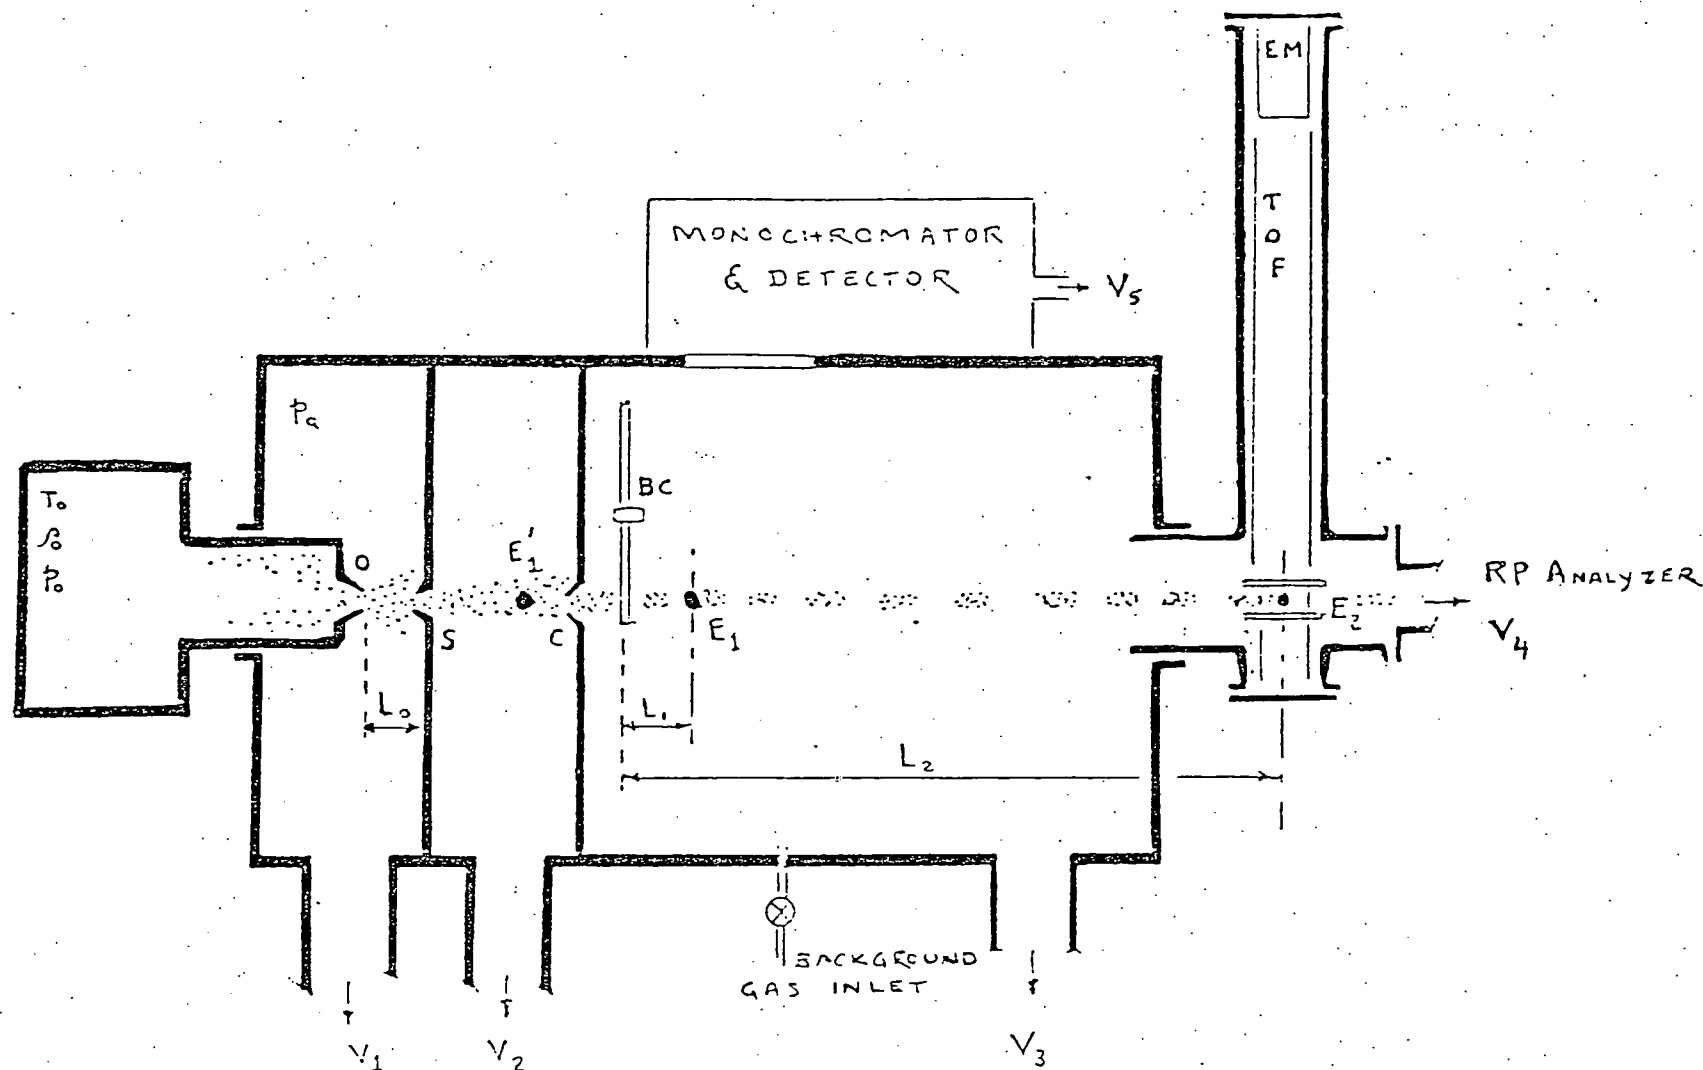 EM
T
O
F
MONOCHROMATOR
& DETECTOR
V₅
Pa
T₀
ρ₀
P₀
O
BC
E₁'
S
C
E₁
E₂
RP ANALYZER
V₄
L₀
L₁
L₂
BACKGROUND
GAS INLET
V₁
V₂
V₃